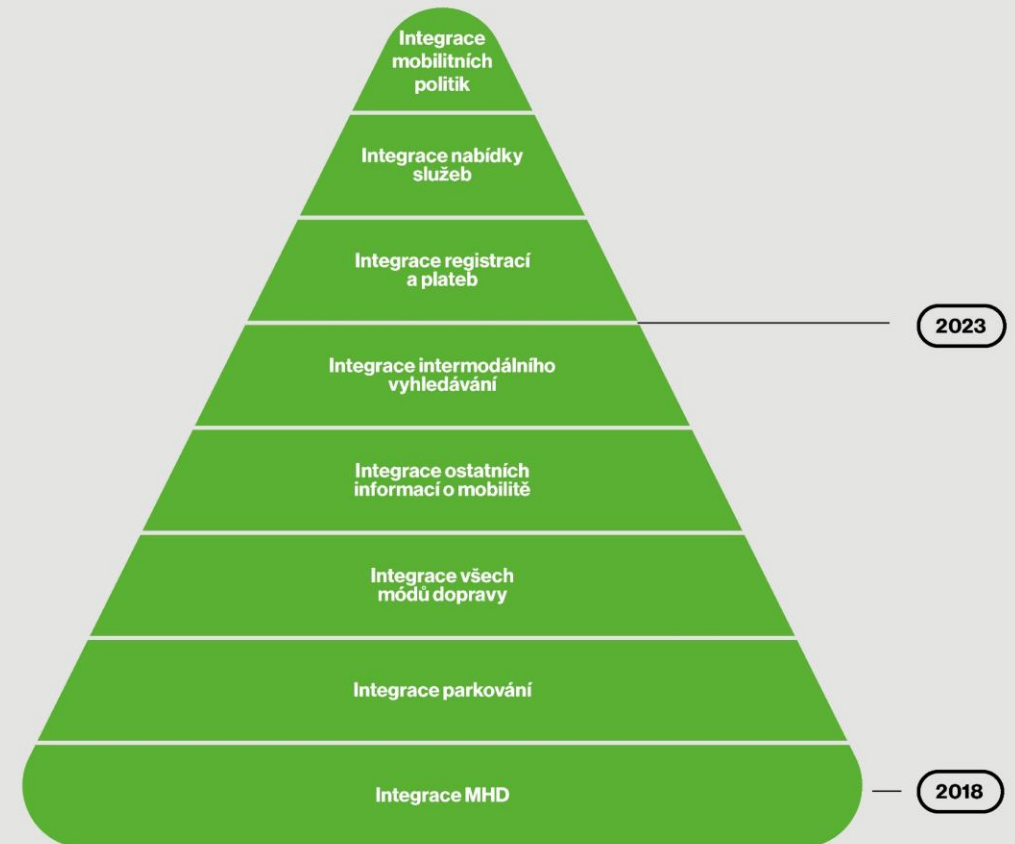 Integrace
mobilitních
politik
Integrace nabídky
služeb
Integrace registrací
a plateb
2023
Integrace intermodálního
vyhledávání
Integrace ostatních
informací o mobilitě
Integrace všech
módů dopravy
Integrace parkování
Integrace MHD
2018